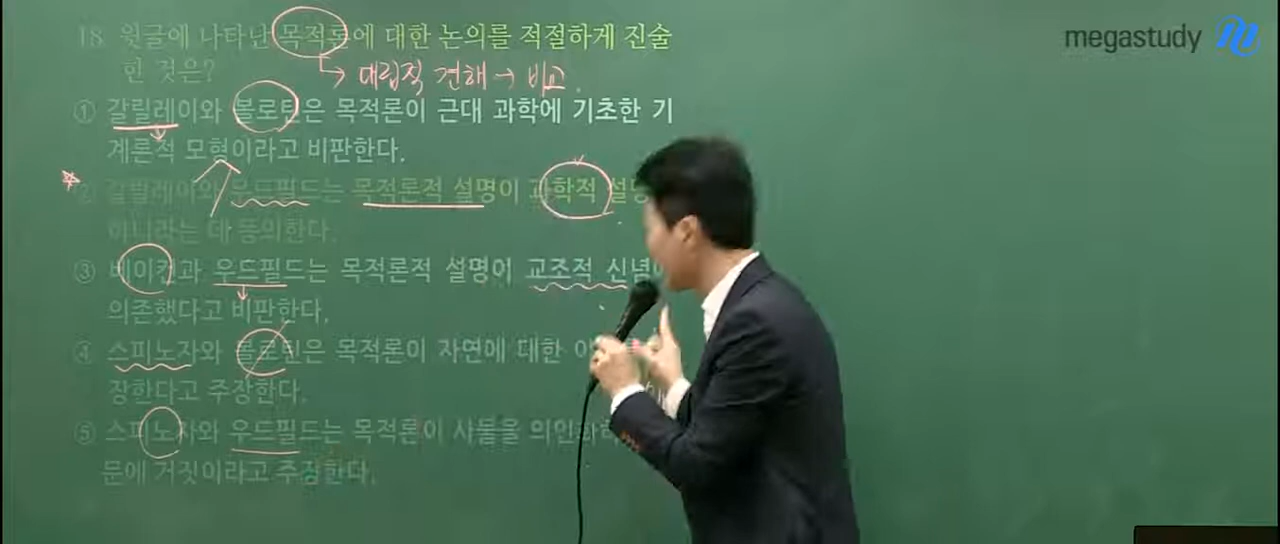 megastudy
18. 윗글에 나타난 목적론에 대한 논의를 적절하게 진술
한 것은?
→ 대립적 견해 → 비교.
① 갈릴레이와 볼로틴은 목적론이 근대 과학에 기초한 기
계론적 모형이라고 비판한다.
② 갈릴레이와 우드필드는 목적론적 설명이 과학적 설명
아니라는 데 동의한다.
③ 베이컨과 우드필드는 목적론적 설명이 교조적 신념에
의존했다고 비판한다.
④ 스피노자와 볼로틴은 목적론이 자연에 대한
장한다고 주장한다.
⑤ 스피노자와 우드필드는 목적론이 사물을 의인화하
문에 거짓이라고 주장한다.